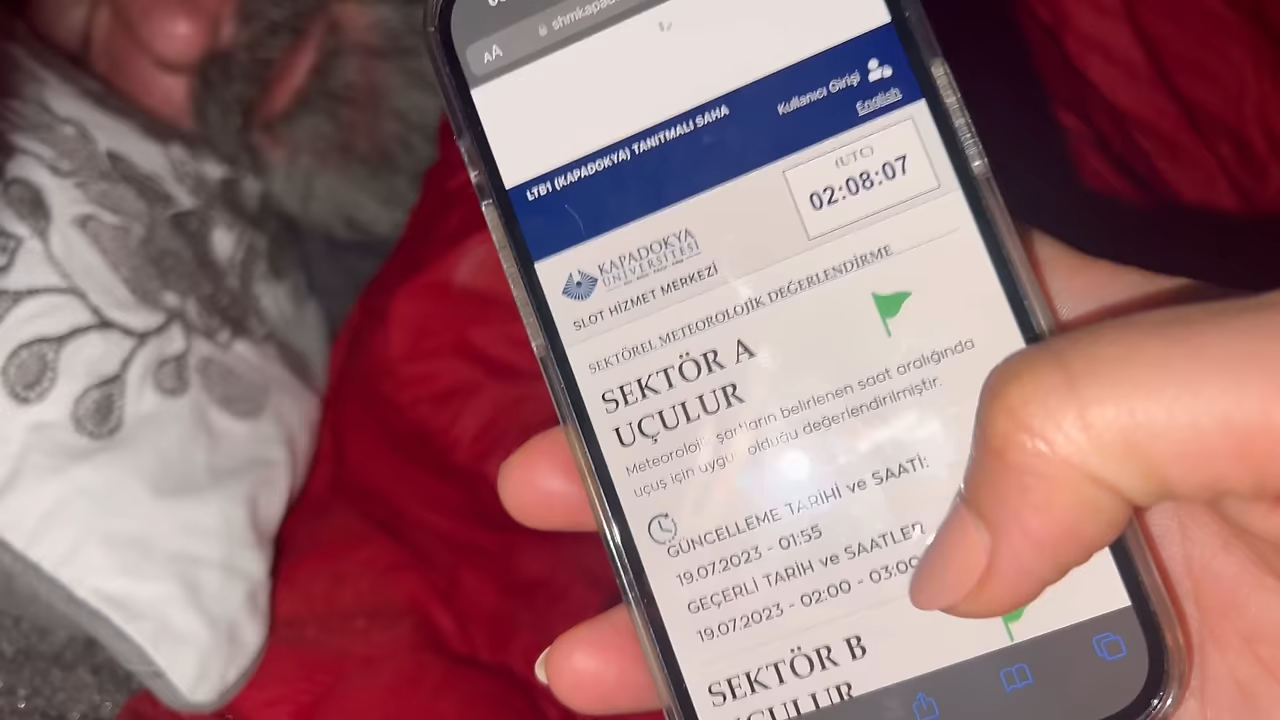 AA
LTB1 (KAPADOKYA) TANITMALI SAHA
Kullanıcı Girişi
English
(UTC)
02:08:07
KAPADOKYA
ÜNİVERSİTESİ
SLOT HİZMET MERKEZİ
SEKTÖREL METEOROLOJİK DEĞERLENDİRME
SEKTÖR A
UÇULUR
Meteoroloji şartların belirlenen saat aralığında
uçuş için olduğu değerlendirilmiştir.
GÜNCELLEME TARİHİ ve SAATİ:
19.07.2023 - 01:55
GEÇERLİ TARİH ve SAATLER
19.07.2023 - 02:00 - 03:00
SEKTÖR B
UÇULUR